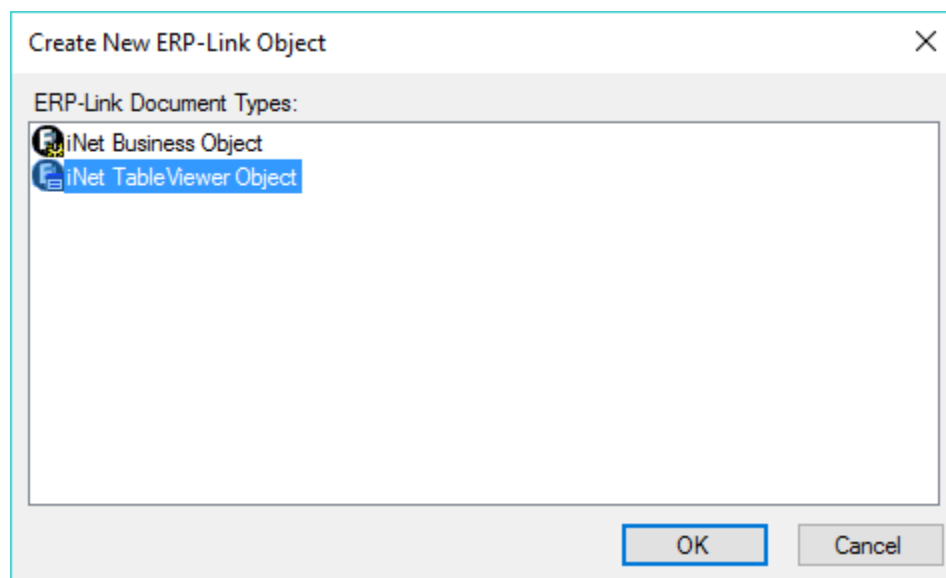 Create New ERP-Link Object
ERP-Link Document Types:
iNet Business Object
iNet TableViewer Object
OK
Cancel